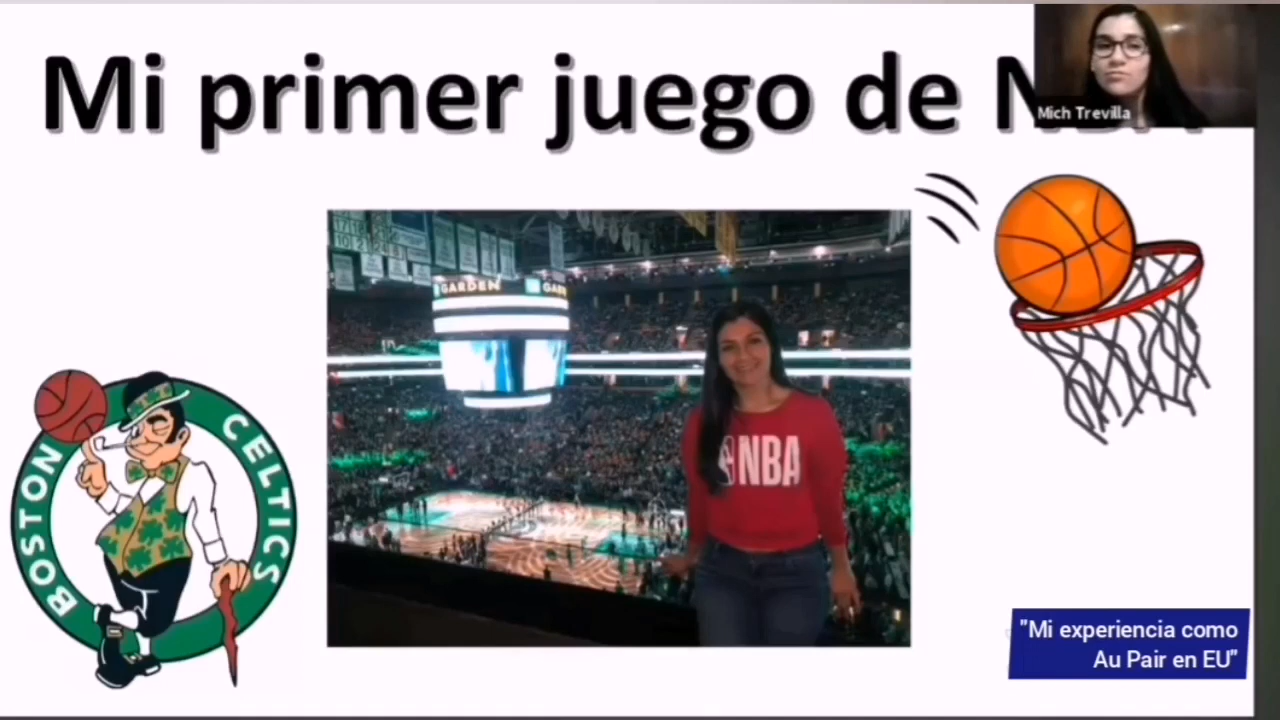 Mi primer juego de
Mich Trevilla
GARDEN
NBA
BOSTON
CELTICS
"Mi experiencia como
Au Pair en EU"